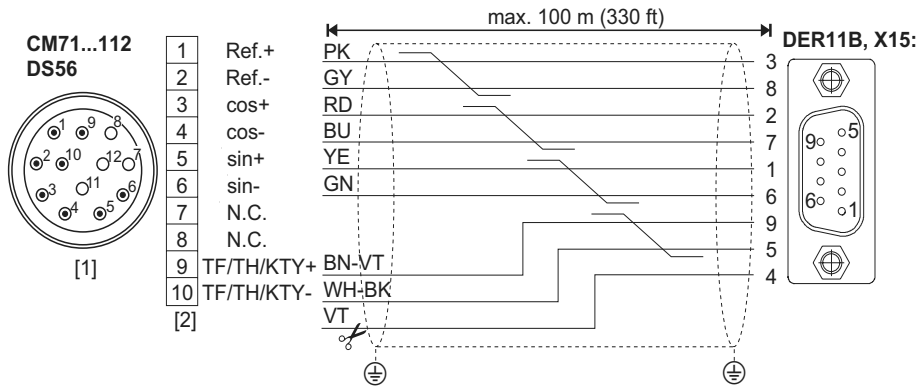 max. 100 m (330 ft)
CM71...112
DS56
DER11B, X15:
1 Ref.+ PK 3
2 Ref.- GY 8
3 cos+ RD 2
4 cos- BU 7
5 sin+ YE 1
6 sin- GN 6
7 N.C. 9
8 N.C. 5
9 TF/TH/KTY+ BN-VT 4
10 TF/TH/KTY- WH-BK
VT
1 9 8
2 10 12 7
3 11 6
4 5
[1]
[2]
9 5
6 1